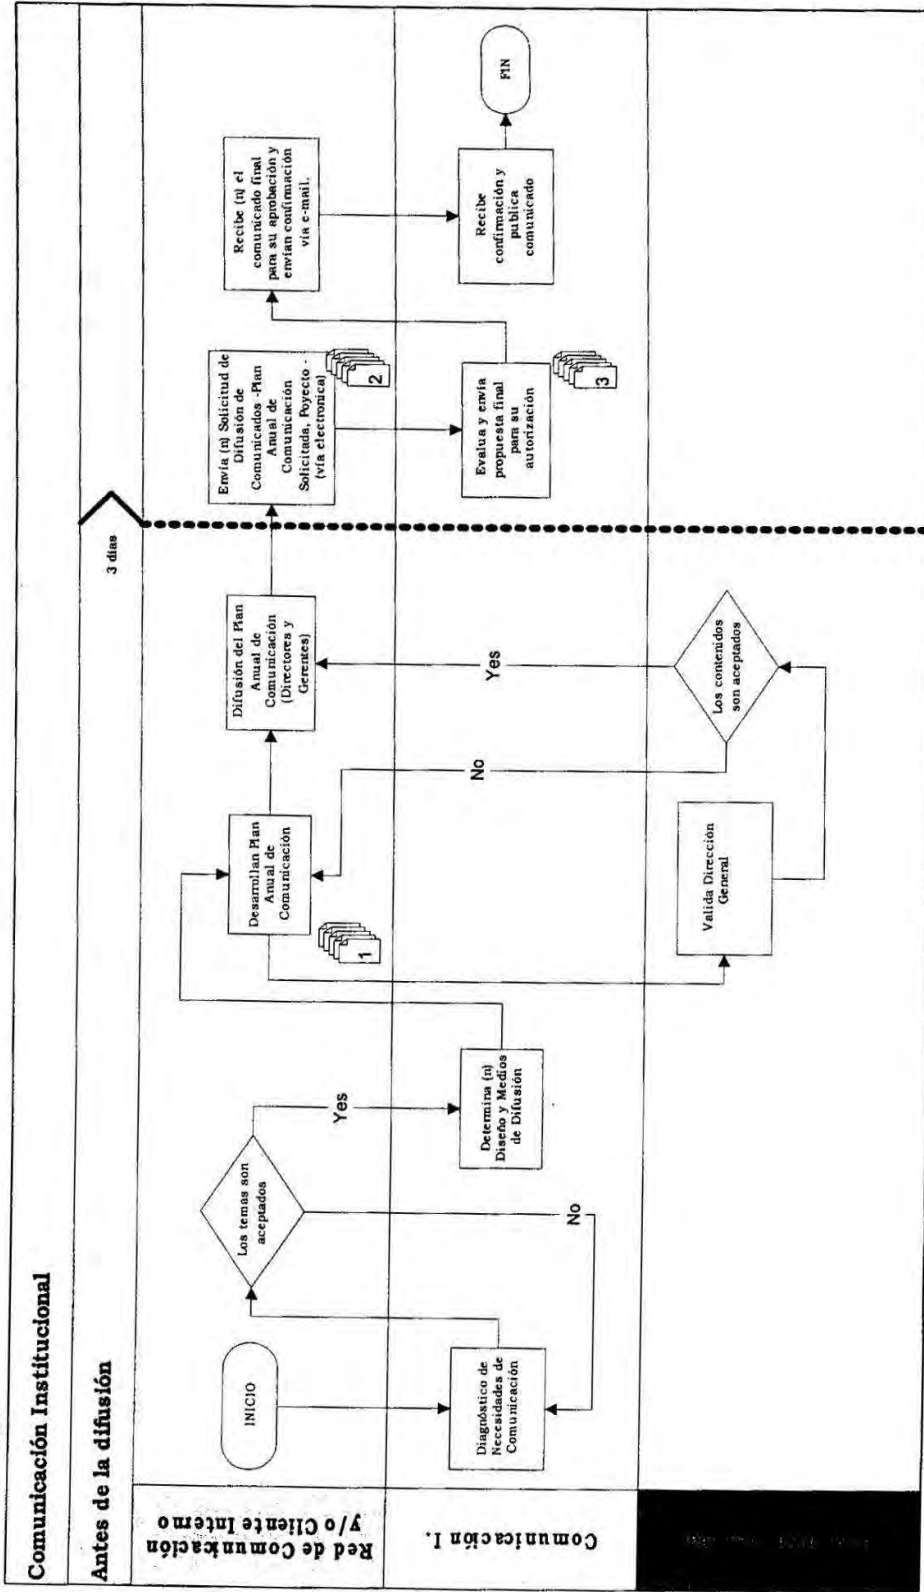 Comunicación Institucional
Antes de la difusión
3 días
Red de Comunicación
y/o Cliente Interno
INICIO
Los temas son
aceptados
Yes
No
Desarrollan Plan
Anual de
Comunicación
1
Difusión del Plan
Anual de
Comunicación
(Directores y
Gerentes)
Envía (n) Solicitud de
Difusión de
Comunicados -Plan
Anual de
Comunicación
Solicitada, Poyecto -
(vía electronica)
2
Recibe (n) el
comunicado final
para su aprobación y
envían confirmación
vía e-mail.
Comunicación I.
Diagnóstico de
Necesidades de
Comunicación
Determina (n)
Diseño y Medios
de Difusión
No
Yes
Evalua y envía
propuesta final
para su
autorización
3
Recibe
confirmación y
publica
comunicado
FIN
Valida Dirección
General
Los contenidos
son aceptados